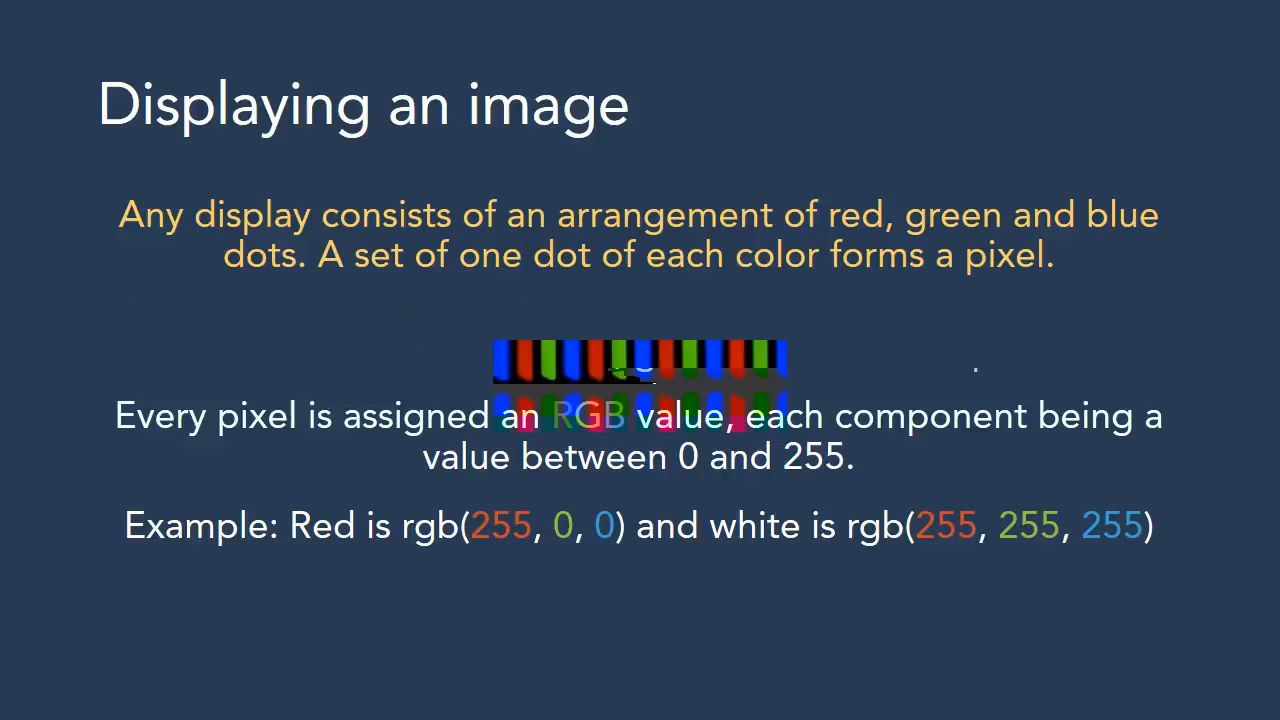 Displaying an image
Any display consists of an arrangement of red, green and blue
dots. A set of one dot of each color forms a pixel.
Every pixel is assigned an RGB value, each component being a
value between 0 and 255.
Example: Red is rgb(255, 0, 0) and white is rgb(255, 255, 255)